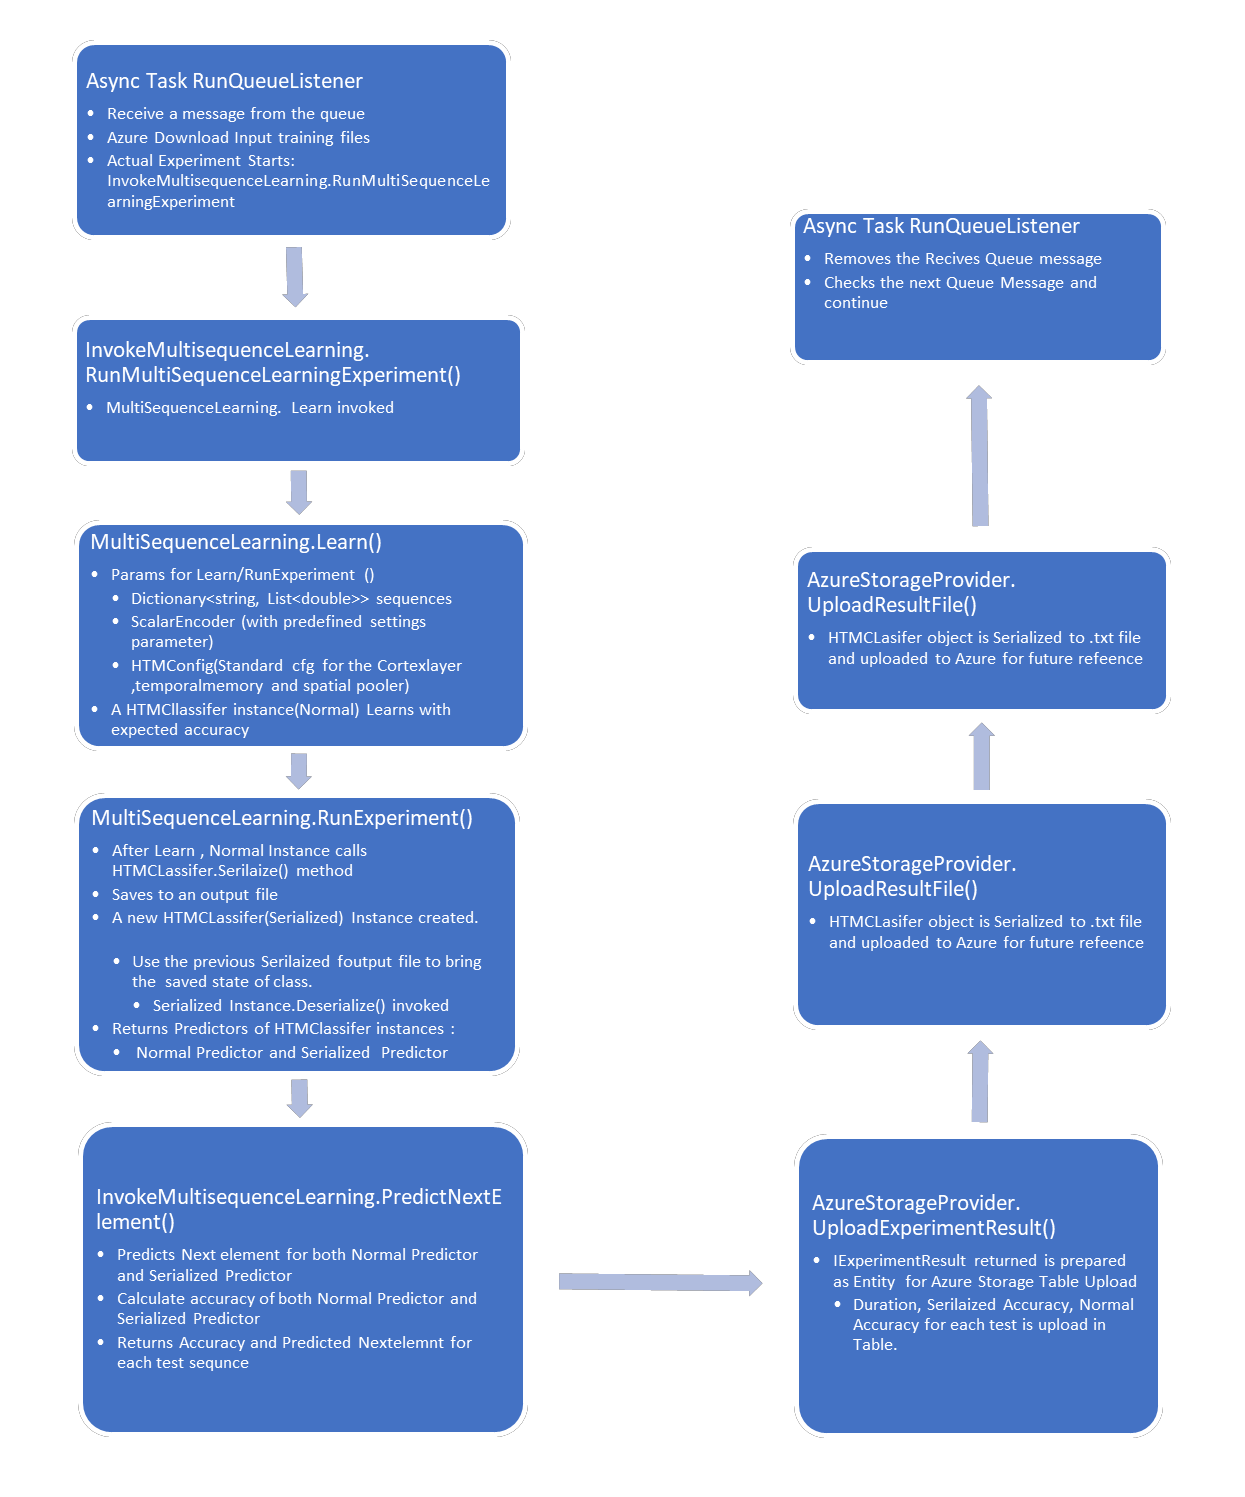 Async Task RunQueueListener
• Receive a message from the queue
• Azure Download Input training files
• Actual Experiment Starts:
InvokeMultisequenceLearning.RunMultiSequenceLe
arningExperiment
InvokeMultisequenceLearning.
RunMultiSequenceLearningExperiment()
• MultiSequenceLearning. Learn invoked
MultiSequenceLearning.Learn()
• Params for Learn/RunExperiment ()
• Dictionary<string, List<double>> sequences
• ScalarEncoder (with predefined settings
parameter)
• HTMConfig(Standard cfg for the Cortexlayer
,temporalmemory and spatial pooler)
• A HTMCllassifer instance(Normal) Learns with
expected accuracy
MultiSequenceLearning.RunExperiment()
• After Learn , Normal Instance calls
HTMCLassifer.Serilaize() method
• Saves to an output file
• A new HTMCLassifer(Serialized) Instance created.
• Use the previous Serilaized foutput file to bring
the saved state of class.
• Serialized Instance.Deserialize() invoked
• Returns Predictors of HTMClassifer instances :
• Normal Predictor and Serialized Predictor
InvokeMultisequenceLearning.PredictNextE
lement()
• Predicts Next element for both Normal Predictor
and Serialized Predictor
• Calculate accuracy of both Normal Predictor and
Serialized Predictor
• Returns Accuracy and Predicted Nextelemnt for
each test sequnce
AzureStorageProvider.
UploadExperimentResult()
• IExperimentResult returned is prepared
as Entity for Azure Storage Table Upload
• Duration, Serilaized Accuracy, Normal
Accuracy for each test is upload in
Table.
AzureStorageProvider.
UploadResultFile()
• HTMCLasifer object is Serialized to .txt file
and uploaded to Azure for future refeence
AzureStorageProvider.
UploadResultFile()
• HTMCLasifer object is Serialized to .txt file
and uploaded to Azure for future refeence
Async Task RunQueueListener
• Removes the Recives Queue message
• Checks the next Queue Message and
continue